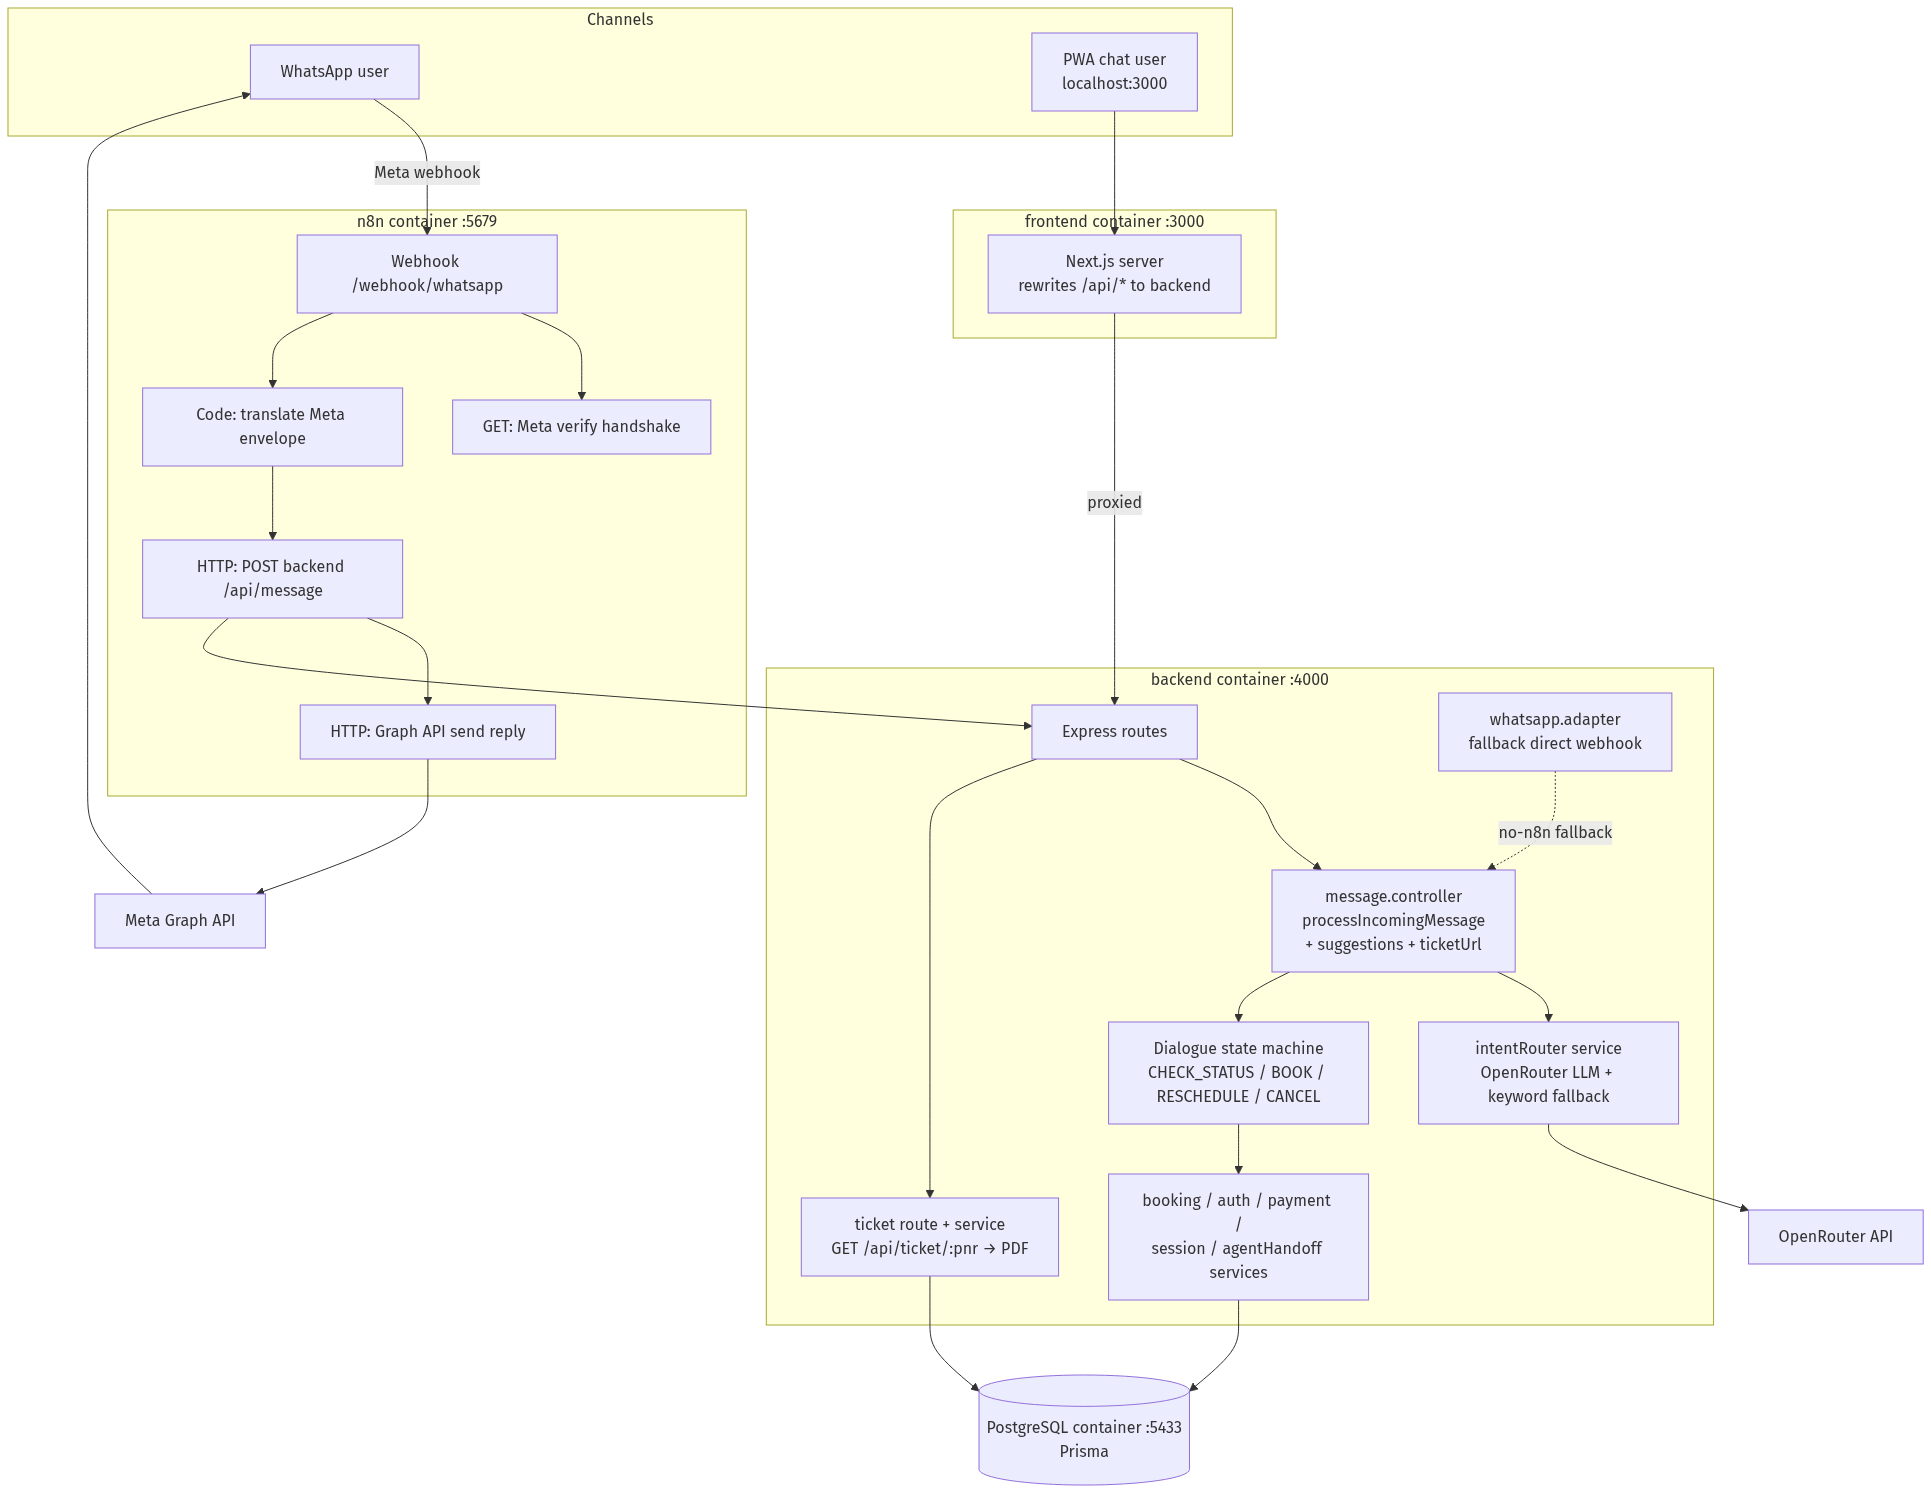 Channels
WhatsApp user
PWA chat user
localhost:3000
Meta webhook
n8n container :5679
Webhook
/webhook/whatsapp
frontend container :3000
Next.js server
rewrites /api/* to backend
Code: translate Meta
envelope
GET: Meta verify handshake
proxied
HTTP: POST backend
/api/message
HTTP: Graph API send reply
backend container :4000
Express routes
whatsapp.adapter
fallback direct webhook
no-n8n fallback
Meta Graph API
message.controller
processIncomingMessage
+ suggestions + ticketUrl
Dialogue state machine
CHECK_STATUS / BOOK /
RESCHEDULE / CANCEL
intentRouter service
OpenRouter LLM +
keyword fallback
ticket route + service
GET /api/ticket/:pnr → PDF
booking / auth / payment
/
session / agentHandoff
services
OpenRouter API
PostgreSQL container :5433
Prisma